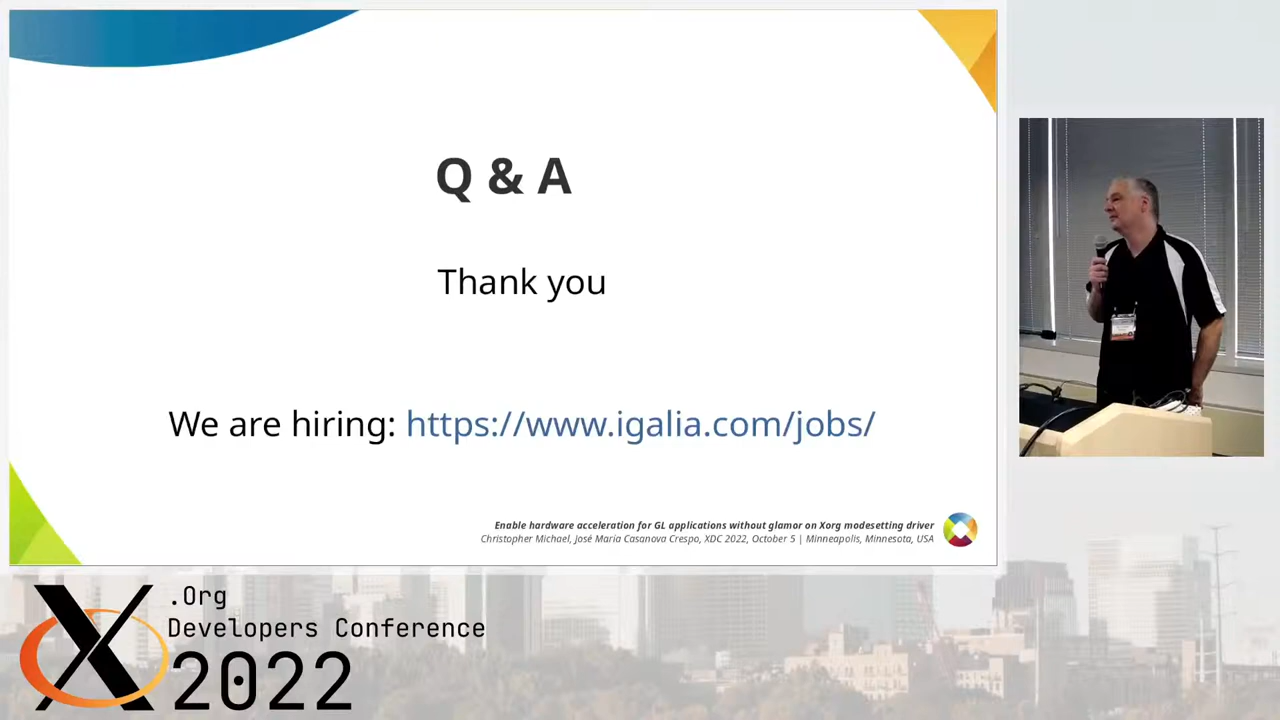 Q & A
Thank you
We are hiring: https://www.igalia.com/jobs/
Enable hardware acceleration for GL applications without glamor on Xorg modesetting driver
Christopher Michael, José María Casanova Crespo, XDC 2022, October 5 | Minneapolis, Minnesota, USA
X.Org
Developers Conference
2022